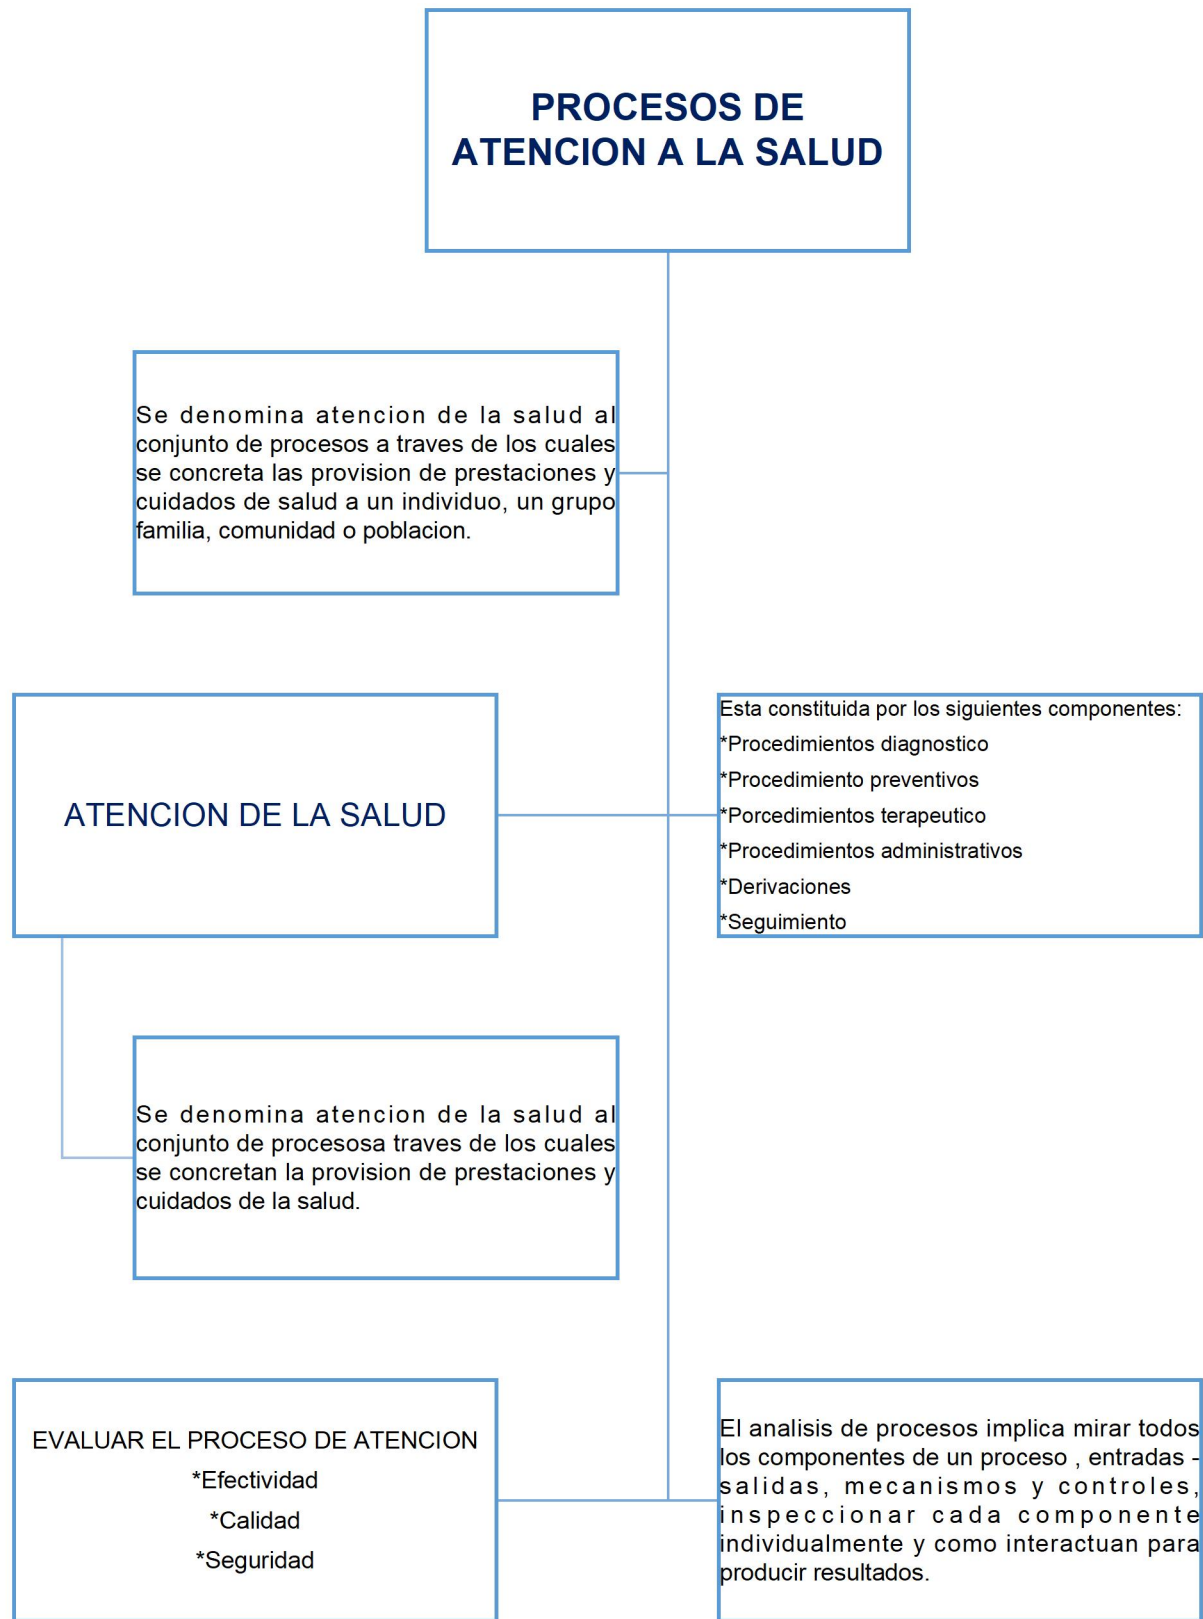 PROCESOS DE
ATENCION A LA SALUD
Se denomina atencion de la salud al
conjunto de procesos a traves de los cuales
se concreta las provision de prestaciones y
cuidados de salud a un individuo, un grupo
familia, comunidad o poblacion.
ATENCION DE LA SALUD
Esta constituida por los siguientes componentes:
*Procedimientos diagnostico
*Procedimiento preventivos
*Porcedimientos terapeutico
*Procedimientos administrativos
*Derivaciones
*Seguimiento
Se denomina atencion de la salud al
conjunto de procesosa traves de los cuales
se concretan la provision de prestaciones y
cuidados de la salud.
EVALUAR EL PROCESO DE ATENCION
*Efectividad
*Calidad
*Seguridad
El analisis de procesos implica mirar todos
los componentes de un proceso , entradas -
salidas, mecanismos y controles,
inspeccionar cada componente
individualmente y como interactuan para
producir resultados.